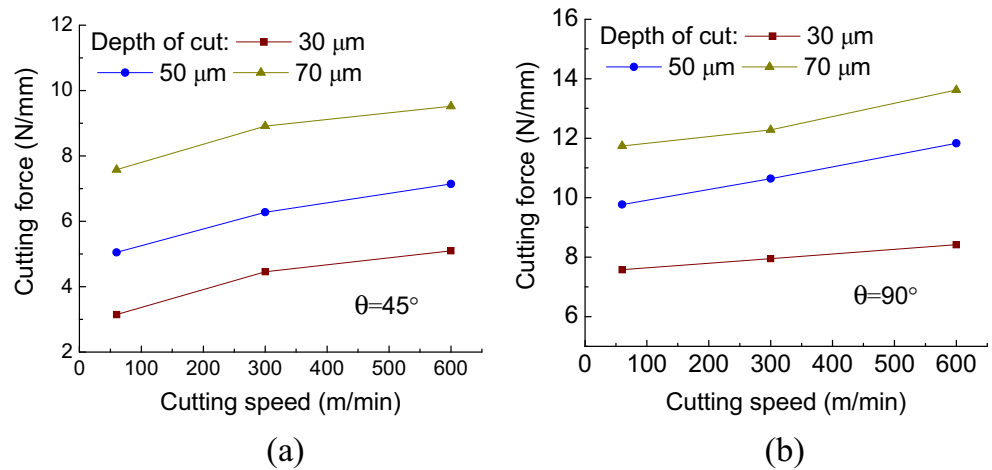 12
10
8
6
4
2
Cutting force (N/mm)
Depth of cut: 30 μm
50 μm 70 μm
θ=45°
0 100 200 300 400 500 600
Cutting speed (m/min)
(a)
16
14
12
10
8
6
Cutting force (N/mm)
Depth of cut: 30 μm
50 μm 70 μm
θ=90°
0 100 200 300 400 500 600
Cutting speed (m/min)
(b)